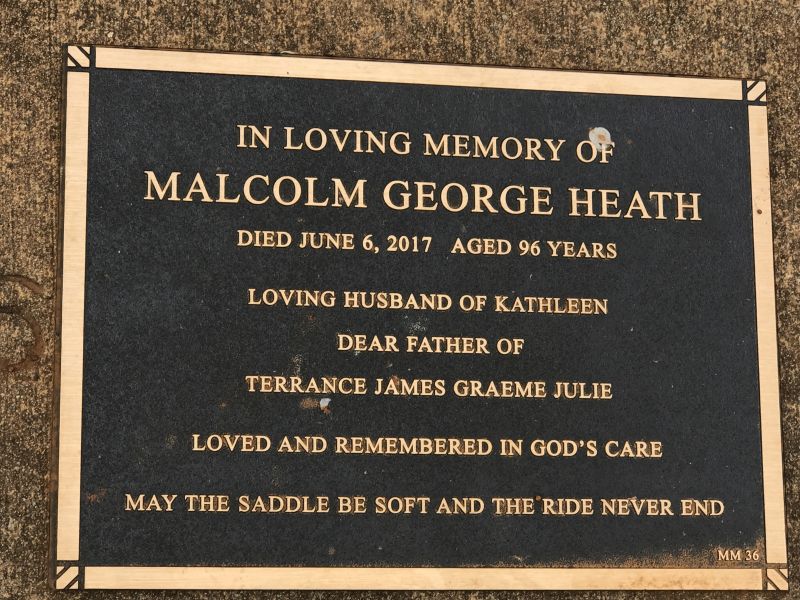 IN LOVING MEMORY OF
MALCOLM GEORGE HEATH
DIED JUNE 6, 2017 AGED 96 YEARS
LOVING HUSBAND OF KATHLEEN
DEAR FATHER OF
TERRANCE JAMES GRAEME JULIE
LOVED AND REMEMBERED IN GOD'S CARE
MAY THE SADDLE BE SOFT AND THE RIDE NEVER END
MM 36